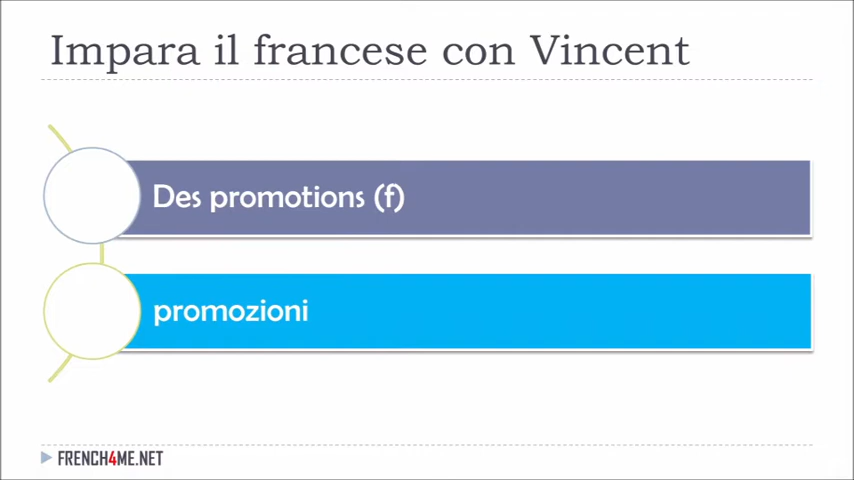 Impara il francese con Vincent
Des promotions (f)
promozioni
FRENCH4ME.NET